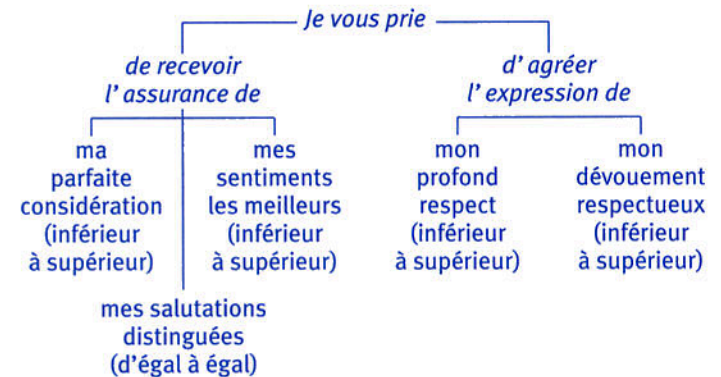 Je vous prie
de recevoir
l'assurance de
d'agréer
l'expression de
ma
parfaite
considération
(inférieur
à supérieur)
mes
sentiments
les meilleurs
(inférieur
à supérieur)
mon
profond
respect
(inférieur
à supérieur)
mon
dévouement
respectueux
(inférieur
à supérieur)
mes salutations
distinguées
(d'égal à égal)